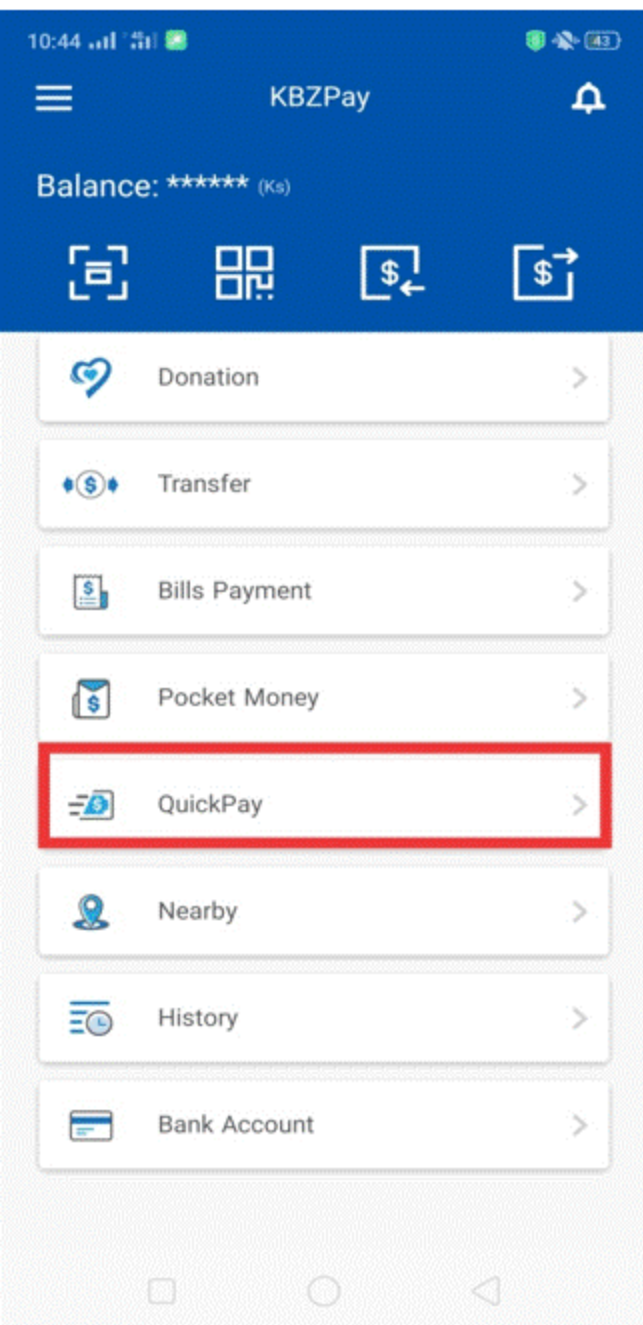 10:44
43
KBZPay
Balance: ****** (Ks)
Donation
Transfer
Bills Payment
Pocket Money
QuickPay
Nearby
History
Bank Account